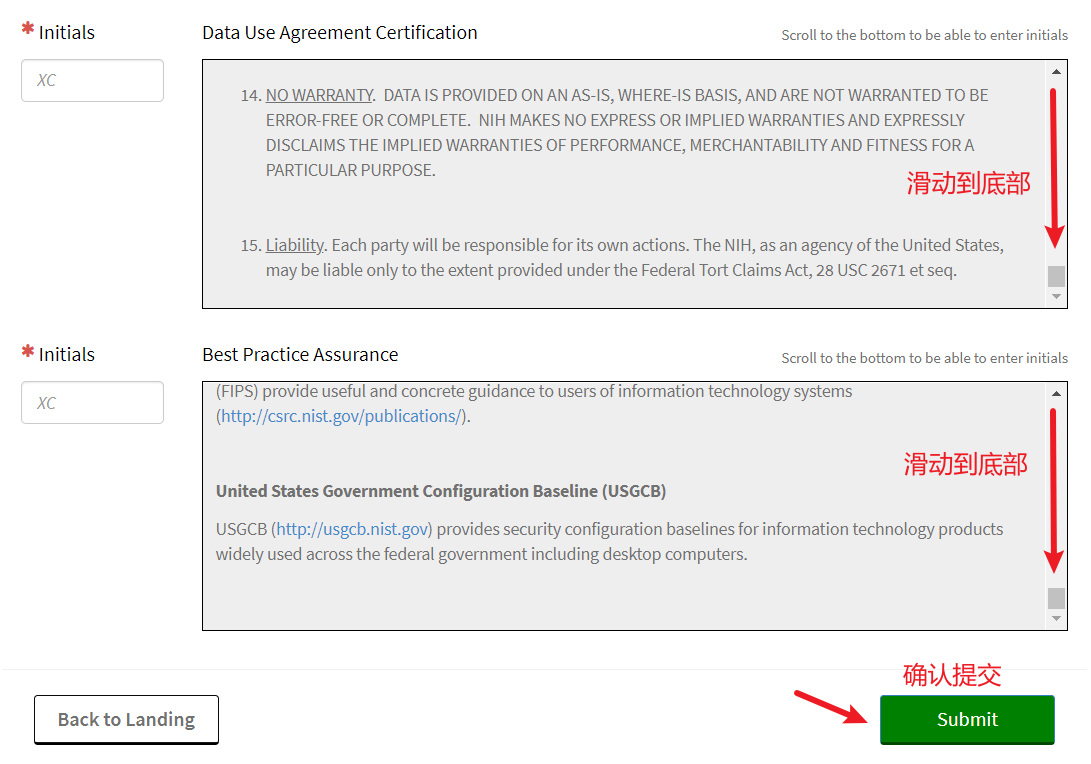 * Initials
Data Use Agreement Certification
Scroll to the bottom to be able to enter initials
XC
14. NO WARRANTY. DATA IS PROVIDED ON AN AS-IS, WHERE-IS BASIS, AND ARE NOT WARRANTED TO BE
ERROR-FREE OR COMPLETE. NIH MAKES NO EXPRESS OR IMPLIED WARRANTIES AND EXPRESSLY
DISCLAIMS THE IMPLIED WARRANTIES OF PERFORMANCE, MERCHANTABILITY AND FITNESS FOR A
PARTICULAR PURPOSE.
滑动到底部
15. Liability. Each party will be responsible for its own actions. The NIH, as an agency of the United States,
may be liable only to the extent provided under the Federal Tort Claims Act, 28 USC 2671 et seq.
* Initials
Best Practice Assurance
Scroll to the bottom to be able to enter initials
XC
(FIPS) provide useful and concrete guidance to users of information technology systems
(http://csrc.nist.gov/publications/).
滑动到底部
United States Government Configuration Baseline (USGCB)
USGCB (http://usgcb.nist.gov) provides security configuration baselines for information technology products
widely used across the federal government including desktop computers.
确认提交
Back to Landing
Submit